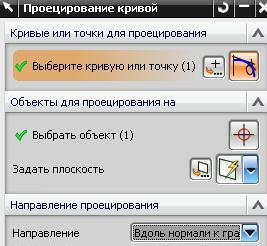 Проецирование кривой
Кривые или точки для проецирования
Выберите кривую или точку (1)
Объекты для проецирования на
Выбрать объект (1)
Задать плоскость
Направление проецирования
Направление Вдоль нормали к гра